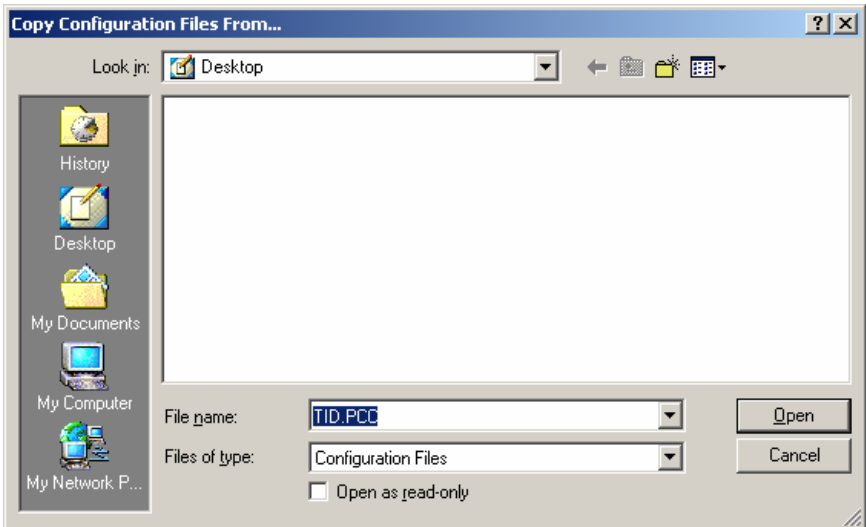 Copy Configuration Files From...
Look in: Desktop
History
Desktop
My Documents
My Computer
My Network P...
File name: TID.PCC Open
Files of type: Configuration Files Cancel
Open as read-only